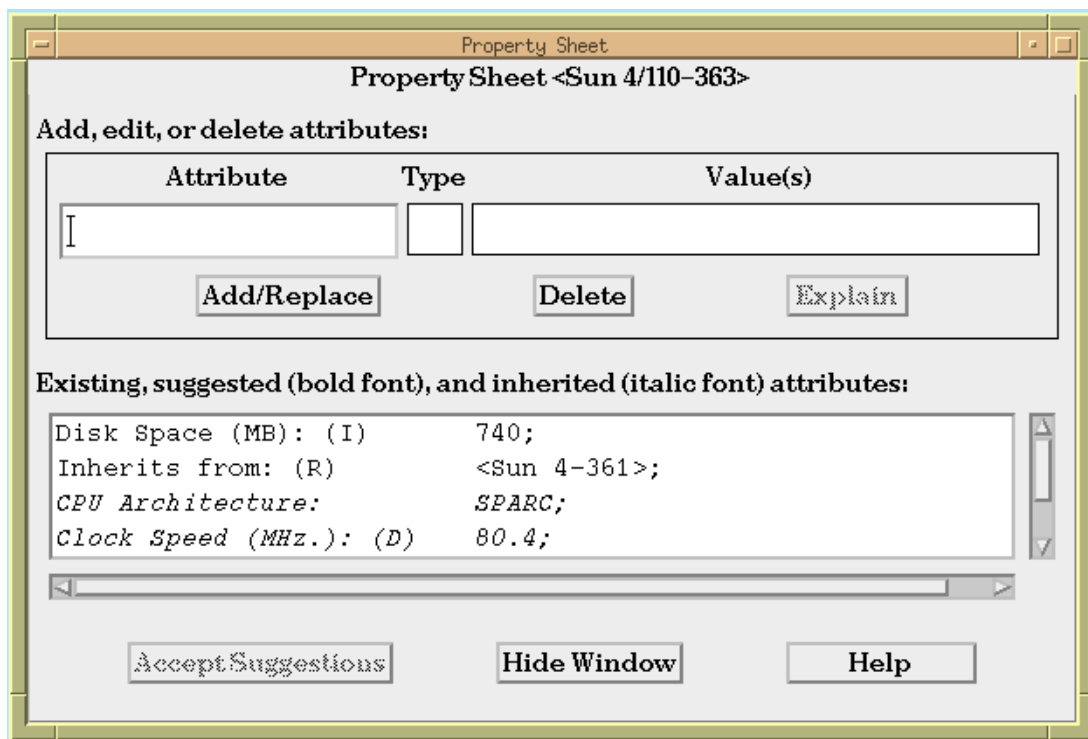 Property Sheet
Property Sheet <Sun 4/110-363>
Add, edit, or delete attributes:
Attribute Type Value(s)
Add/Replace Delete Explain
Existing, suggested (bold font), and inherited (italic font) attributes:
Disk Space (MB): (I) 740;
Inherits from: (R) <Sun 4-361>;
CPU Architecture: SPARC;
Clock Speed (MHz.): (D) 80.4;
Accept Suggestions Hide Window Help